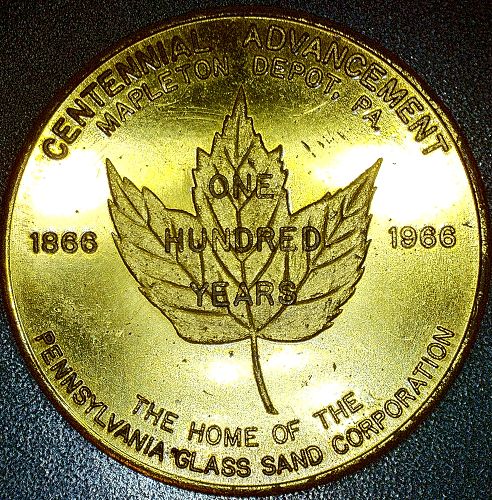 CENTENNIAL ADVANCEMENT
MAPLETON DEPOT, PA.
ONE
HUNDRED
YEARS
1866
1966
THE HOME OF THE
PENNSYLVANIA GLASS SAND CORPORATION